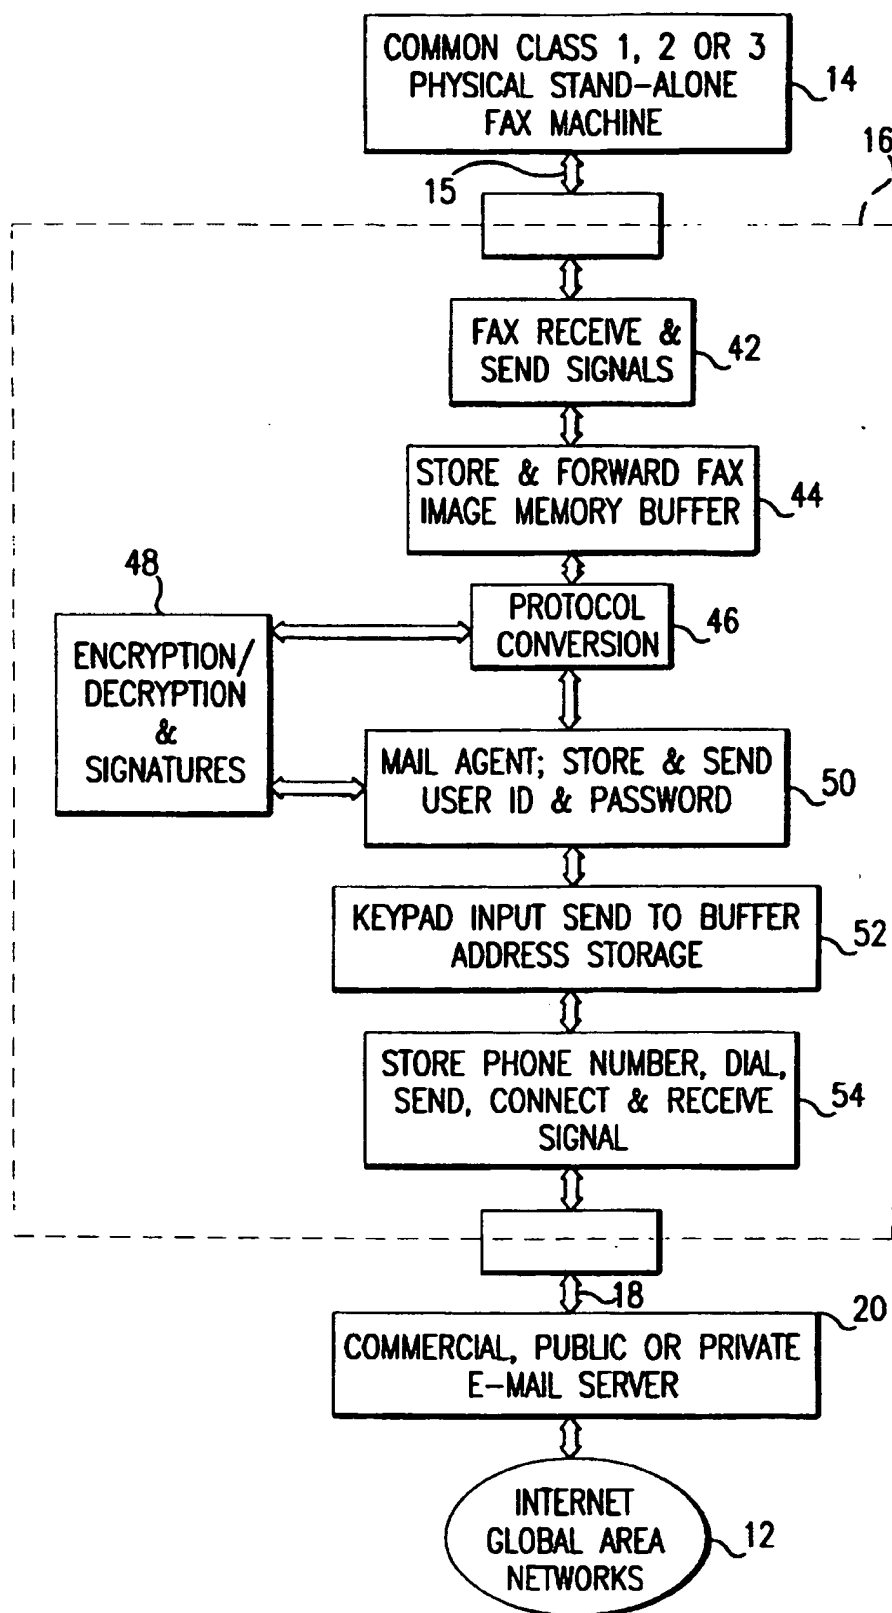 COMMON CLASS 1, 2 OR 3
PHYSICAL STAND-ALONE
FAX MACHINE
14
16
15
FAX RECEIVE &
SEND SIGNALS
42
STORE & FORWARD FAX
IMAGE MEMORY BUFFER
44
48
PROTOCOL
CONVERSION
46
ENCRYPTION/
DECRYPTION
&
SIGNATURES
MAIL AGENT; STORE & SEND
USER ID & PASSWORD
50
KEYPAD INPUT SEND TO BUFFER
ADDRESS STORAGE
52
STORE PHONE NUMBER, DIAL,
SEND, CONNECT & RECEIVE
SIGNAL
54
18
20
COMMERCIAL, PUBLIC OR PRIVATE
E-MAIL SERVER
INTERNET
GLOBAL AREA
NETWORKS
12